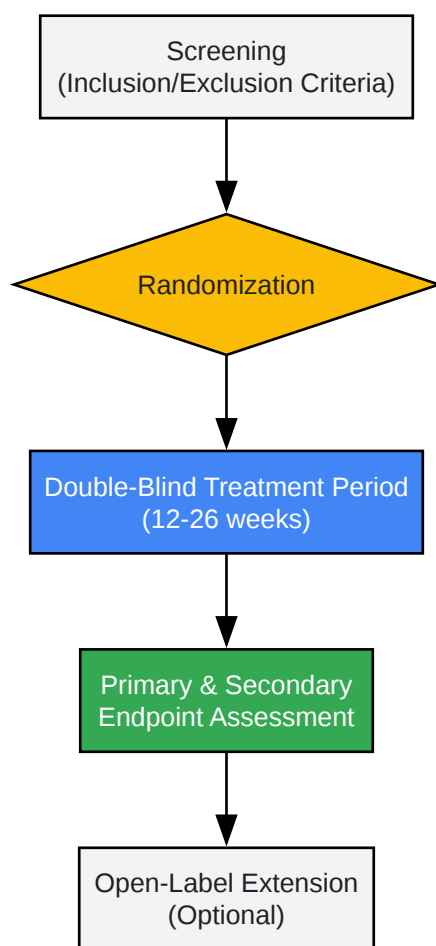 Screening
(Inclusion/Exclusion Criteria)
Randomization
Double-Blind Treatment Period
(12-26 weeks)
Primary & Secondary
Endpoint Assessment
Open-Label Extension
(Optional)